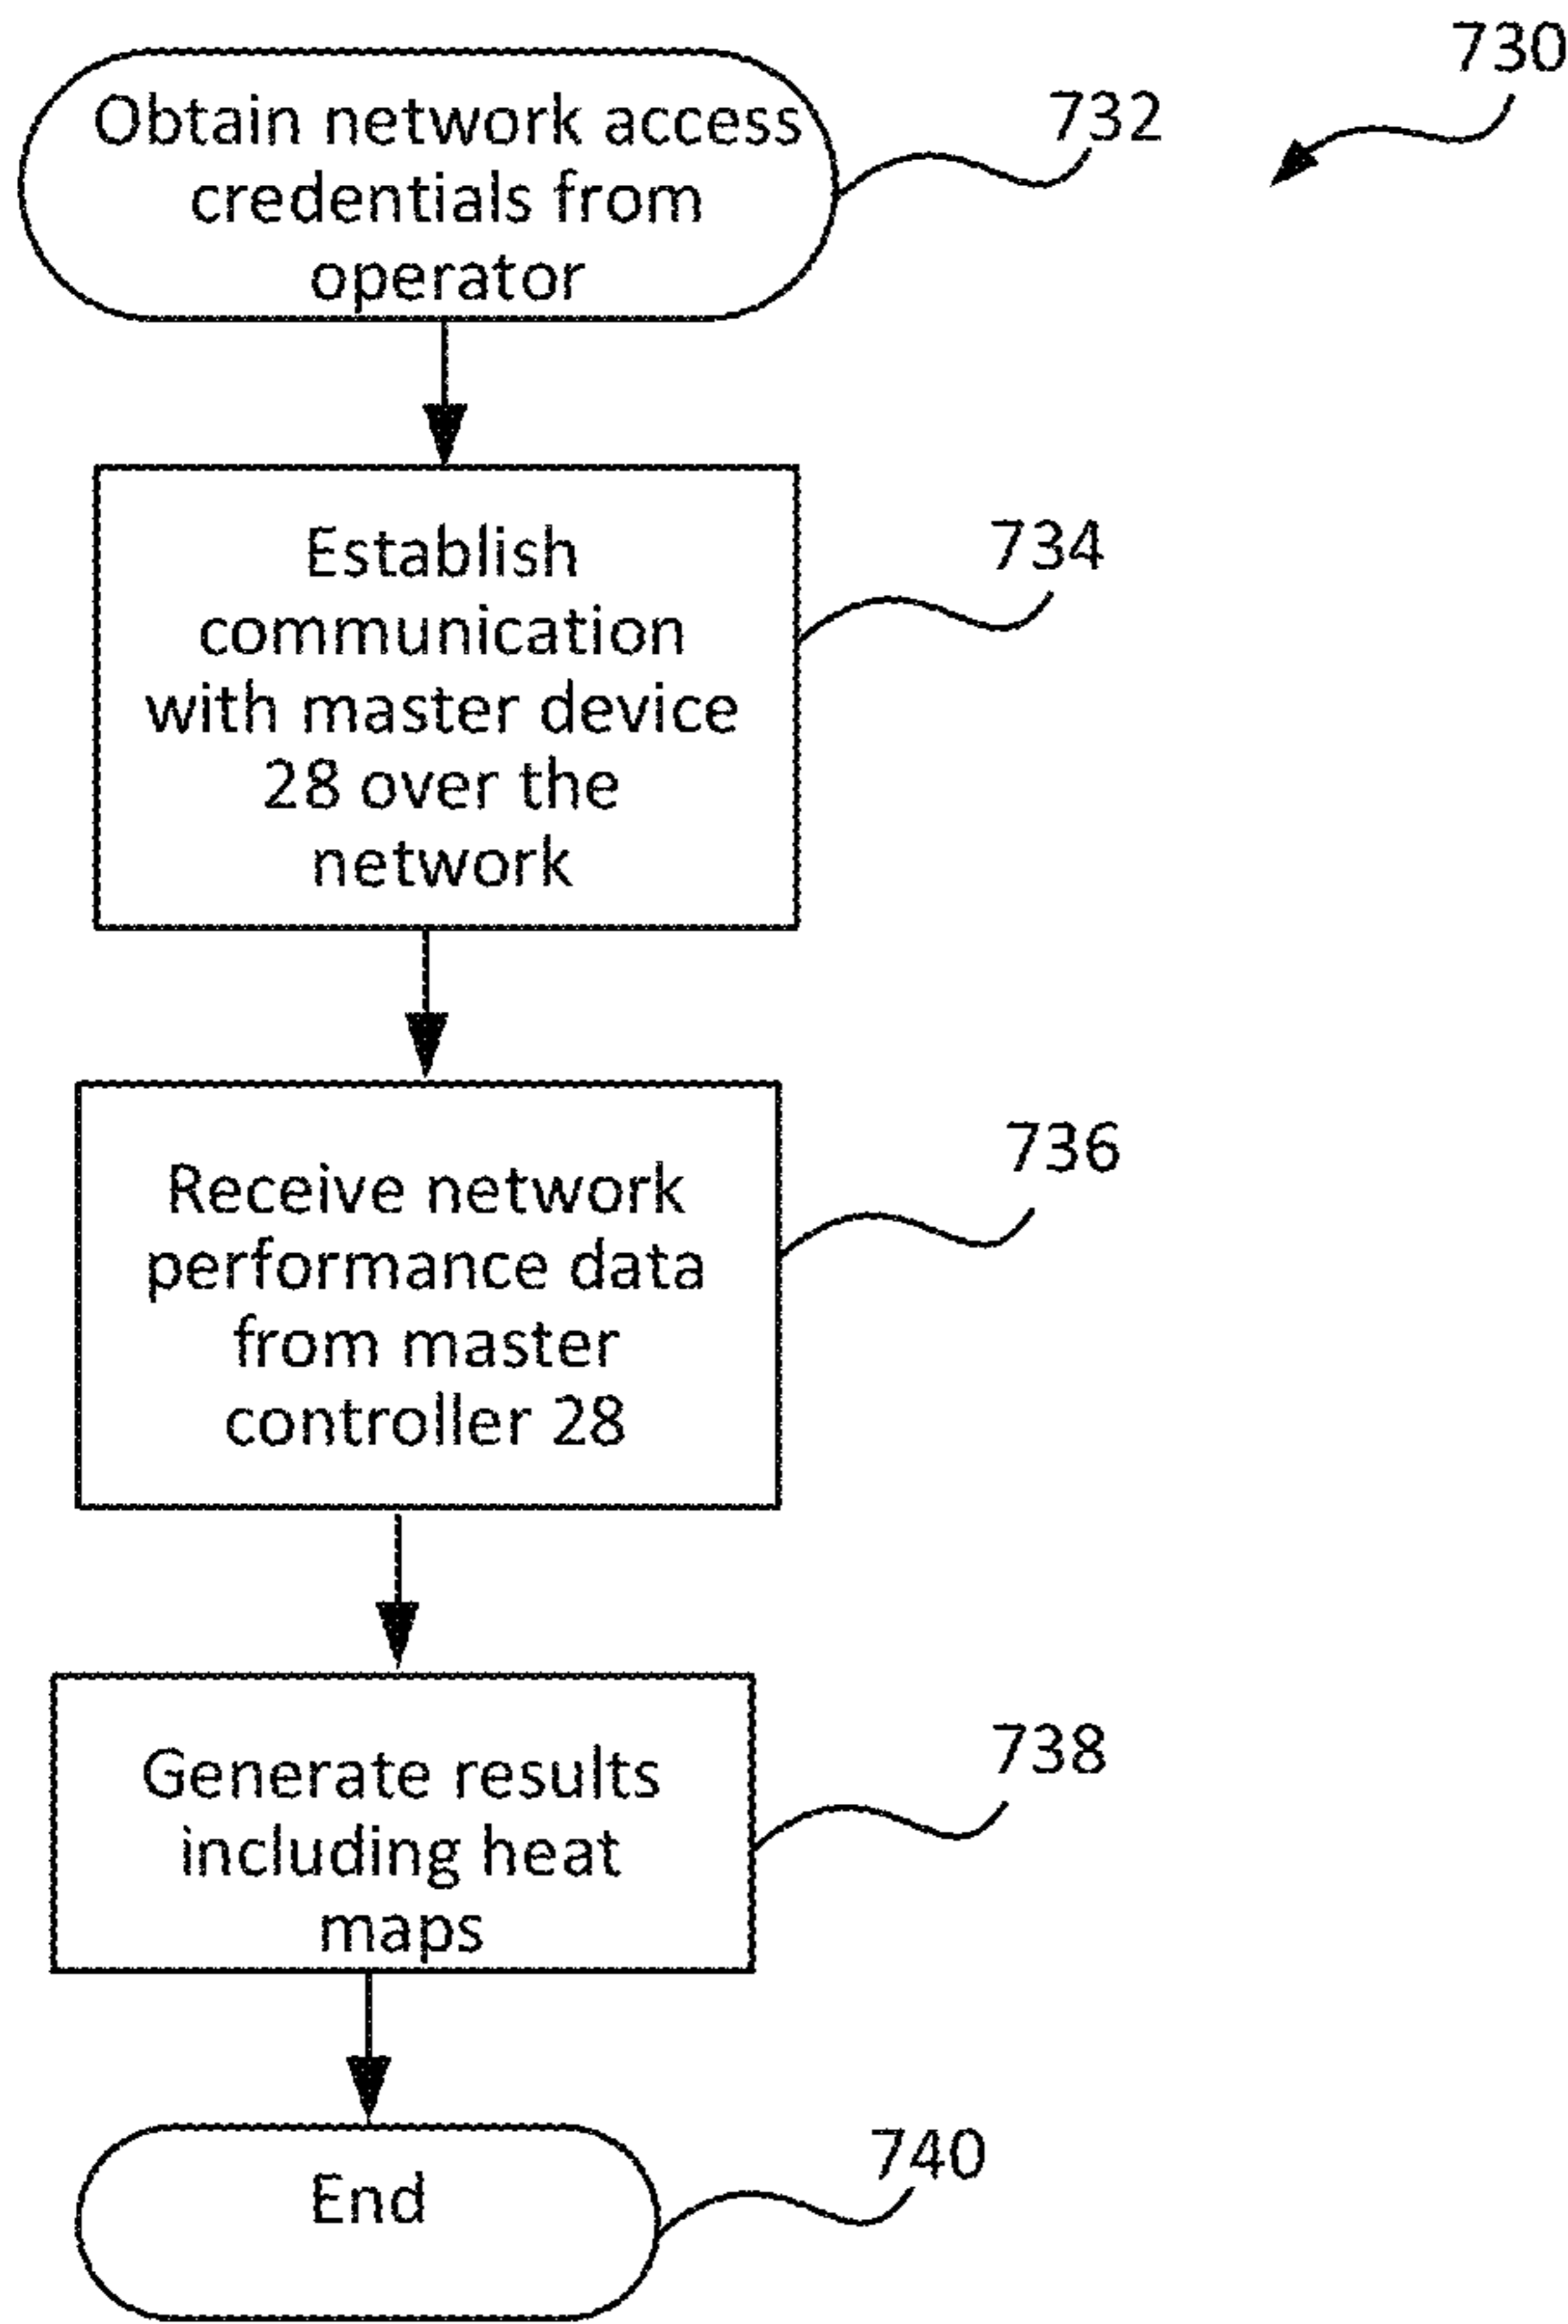 730
Obtain network access
732
credentials from
operator
Establish
734
communication
with master device
28 over the
network
736
Receive network
performance data
from master
controller 28
738
Generate results
including heat
maps
740
End